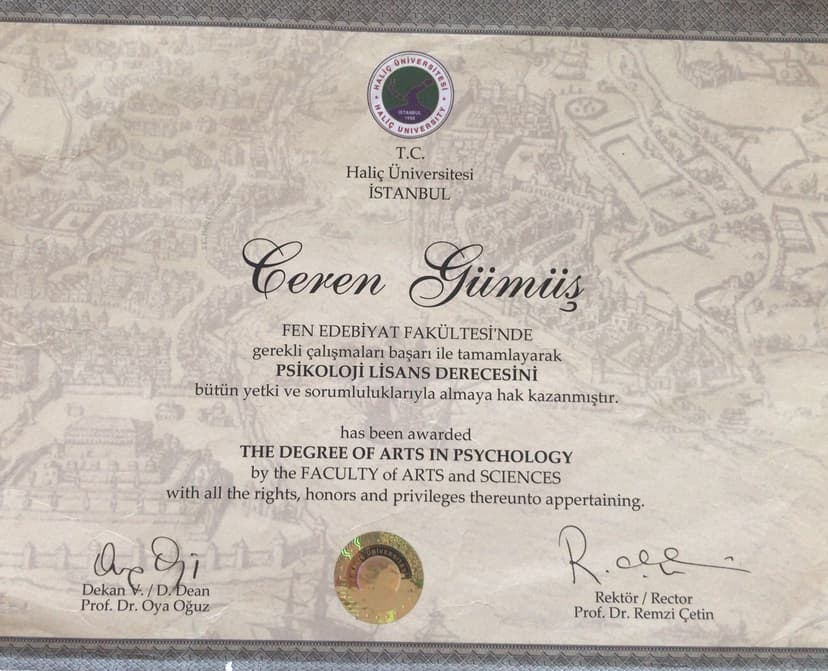 HALİÇ ÜNİVERSİTESİ
İSTANBUL
1998
HALİÇ UNIVERSITY
T.C.
Haliç Üniversitesi
İSTANBUL
Ceren Gümüş
FEN EDEBİYAT FAKÜLTESİ'NDE
gerekli çalışmaları başarı ile tamamlayarak
PSİKOLOJİ LİSANS DERECESİNİ
bütün yetki ve sorumluluklarıyla almaya hak kazanmıştır.
has been awarded
THE DEGREE OF ARTS IN PSYCHOLOGY
by the FACULTY of ARTS and SCIENCES
with all the rights, honors and privileges thereunto appertaining.
Dekan V. / D. Dean
Prof. Dr. Oya Oğuz
Rektör / Rector
Prof. Dr. Remzi Çetin